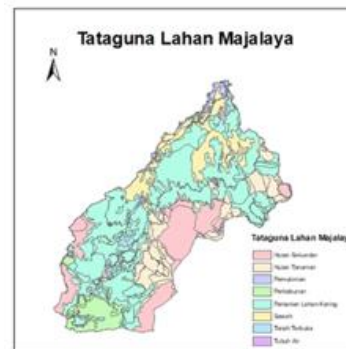 Tataguna Lahan Majalaya
N
Tataguna Lahan Majalaya
Hutan Sekunder
Hutan Tanaman
Pemukiman
Perkebunan
Pertanian Lahan Kering
Sawah
Tanah Terbuka
Tubuh Air